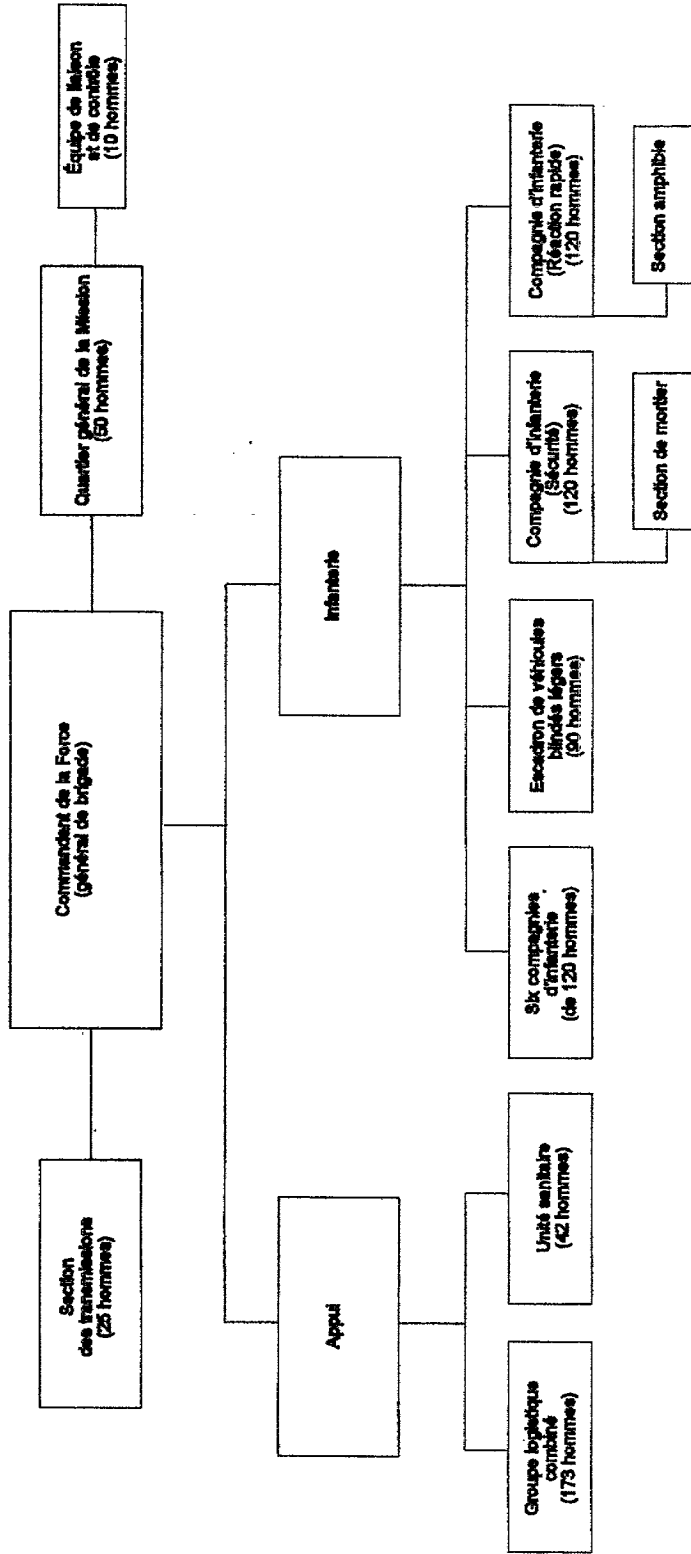 Section
des transmissions
(25 hommes)
Commandant de la Force
(général de brigade)
Quartier général de la Mission
(50 hommes)
Équipe de liaison
et de contrôle
(10 hommes)
Appui
Infanterie
Groupe logistique
combiné
(173 hommes)
Unité sanitaire
(42 hommes)
Six compagnies
d'infanterie
(de 120 hommes)
Escadron de véhicules
blindés légers
(90 hommes)
Compagnie d'infanterie
(Sécurité)
(120 hommes)
Compagnie d'infanterie
(Réaction rapide)
(120 hommes)
Section de mortier
Section amphibie